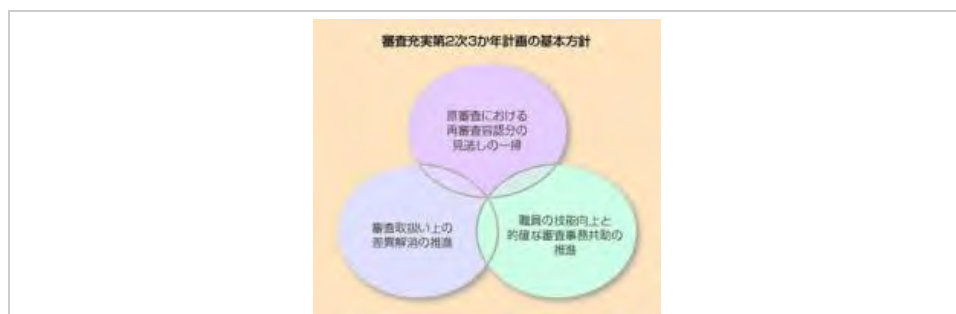 審査充実第2次3か年計画の基本方針
原審査における
再審査容認分の
見逃しの一掃
審査取扱い上の
差異解消の推進
職員の技能向上と
的確な審査事務共助の
推進